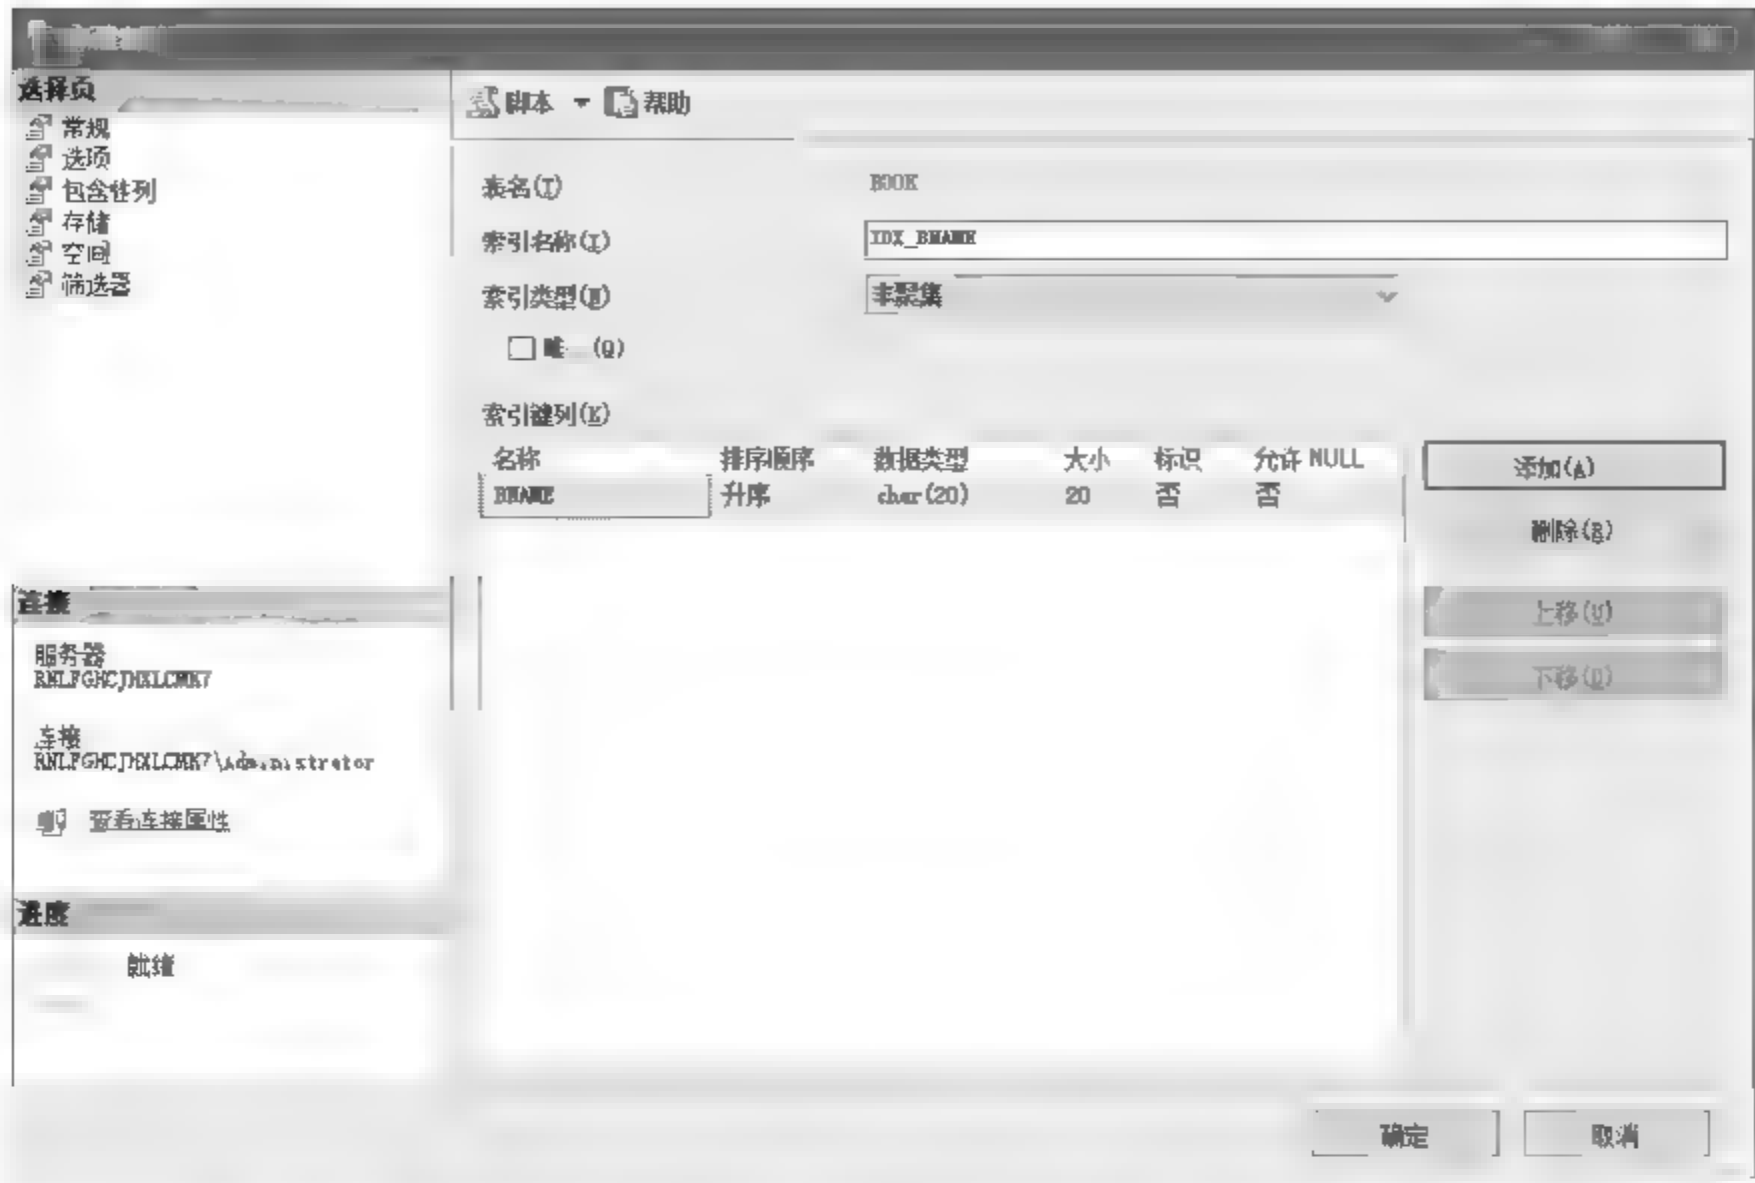 选择页
常规
选项
包含性列
存储
空间
筛选器
脚本 帮助
表名(T) BOOK
索引名称(I) IDX_BNAME
索引类型(N) 非聚集
(Q)
索引键列(K)
名称 排序顺序 数据类型 大小 标识 允许 NULL
BNAME 升序 char(20) 20 否 否
添加(A)
删除(R)
上移(U)
下移(D)
连接
服务器
连接
\Administrator
查看连接属性
进度
就绪
确定 取消